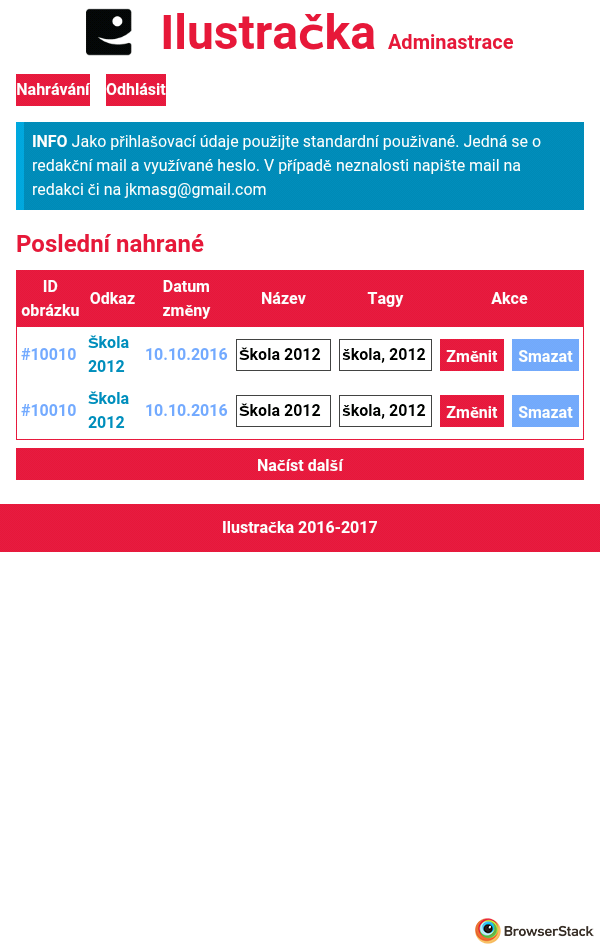 Ilustračka Adminastrace
Nahrávání Odhlásit
INFO Jako přihlašovací údaje použijte standardní použivané. Jedná se o
redakční mail a využívané heslo. V případě neznalosti napište mail na
redakci či na jkmasg@gmail.com
Poslední nahrané
ID obrázku Odkaz Datum změny Název Tagy Akce
#10010 Škola 2012 10.10.2016 Škola 2012 škola, 2012 Změnit Smazat
#10010 Škola 2012 10.10.2016 Škola 2012 škola, 2012 Změnit Smazat
Načíst další
Ilustračka 2016-2017
BrowserStack